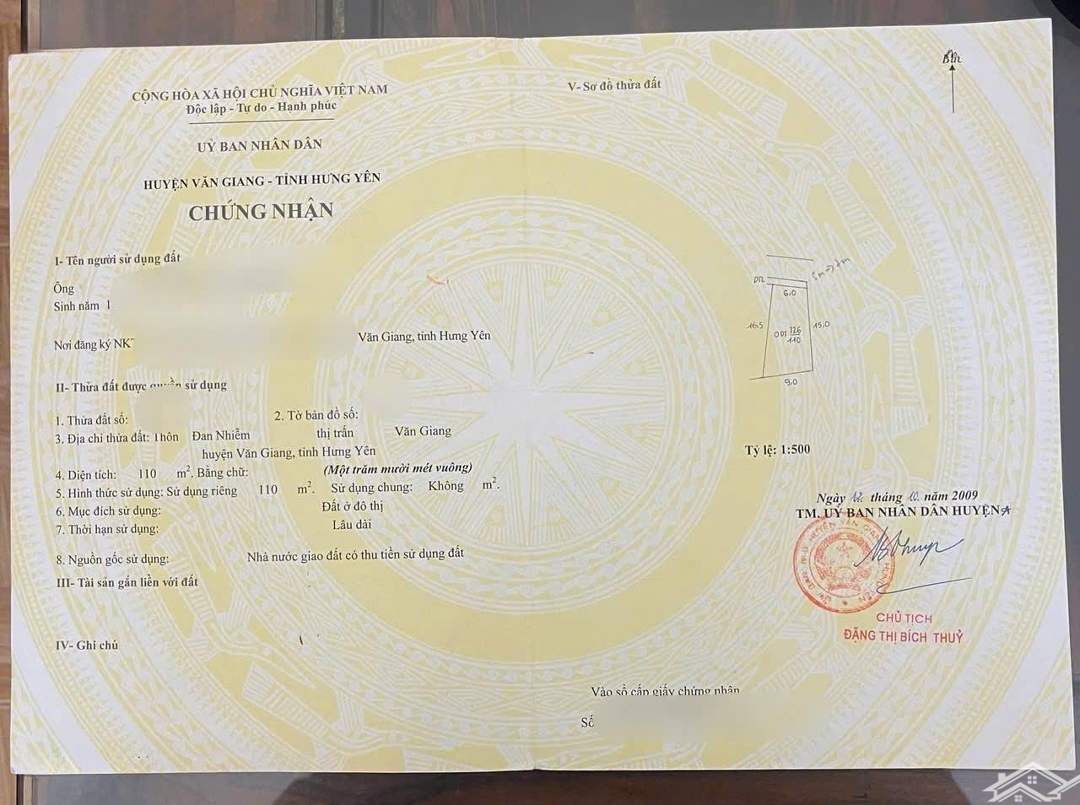 CỘNG HÒA XÃ HỘI CHỦ NGHĨA VIỆT NAM
Độc lập - Tự do - Hạnh phúc
UỶ BAN NHÂN DÂN
HUYỆN VĂN GIANG - TỈNH HƯNG YÊN
CHỨNG NHẬN
I- Tên người sử dụng đất
Ông
Sinh năm 1
Nơi đăng ký NK
Văn Giang, tỉnh Hưng Yên
II- Thửa đất được quyền sử dụng
1. Thửa đất số:
2. Tờ bản đồ số:
3. Địa chỉ thửa đất: Thôn Đan Nhiễm thị trấn Văn Giang
huyện Văn Giang, tỉnh Hưng Yên
4. Diện tích: 110 m². Bằng chữ: (Một trăm mười mét vuông)
5. Hình thức sử dụng: Sử dụng riêng 110 m². Sử dụng chung: Không m².
6. Mục đích sử dụng: Đất ở đô thị
7. Thời hạn sử dụng: Lâu dài
8. Nguồn gốc sử dụng: Nhà nước giao đất có thu tiền sử dụng đất
III- Tài sản gắn liền với đất
IV- Ghi chú
V- Sơ đồ thửa đất
6.0
16.5
15.0
ODT 126
110
9.0
Tỷ lệ: 1:500
Ngày tháng 10 năm 2009
TM. UỶ BAN NHÂN DÂN HUYỆN
CHỦ TỊCH
ĐẶNG THỊ BÍCH THUỶ
Vào sổ cấp giấy chứng nhận
Số